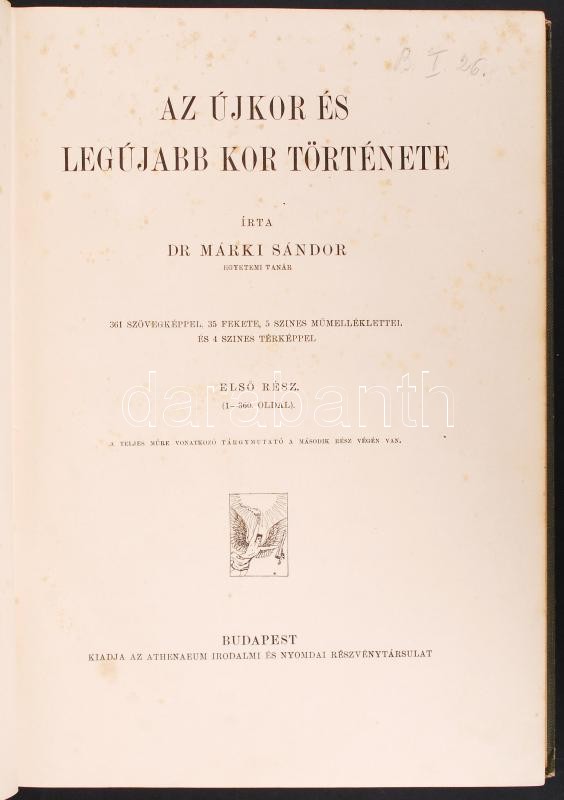 B. I. 26.
AZ ÚJKOR ÉS
LEGÚJABB KOR TÖRTÉNETE
ÍRTA
DR MÁRKI SÁNDOR
EGYETEMI TANÁR
361 SZÖVEGKÉPPEL, 35 FEKETE, 5 SZINES MŰMELLÉKLETTEL
ÉS 4 SZINES TÉRKÉPPEL
ELSŐ RÉSZ.
(1—360. OLDAL).
darabanth
A TELJES MŰRE VONATKOZÓ TÁRGYMUTATÓ A MÁSODIK RÉSZ VÉGÉN VAN.
BUDAPEST
KIADJA AZ ATHENAEUM IRODALMI ÉS NYOMDAI RÉSZVÉNYTÁRSULAT